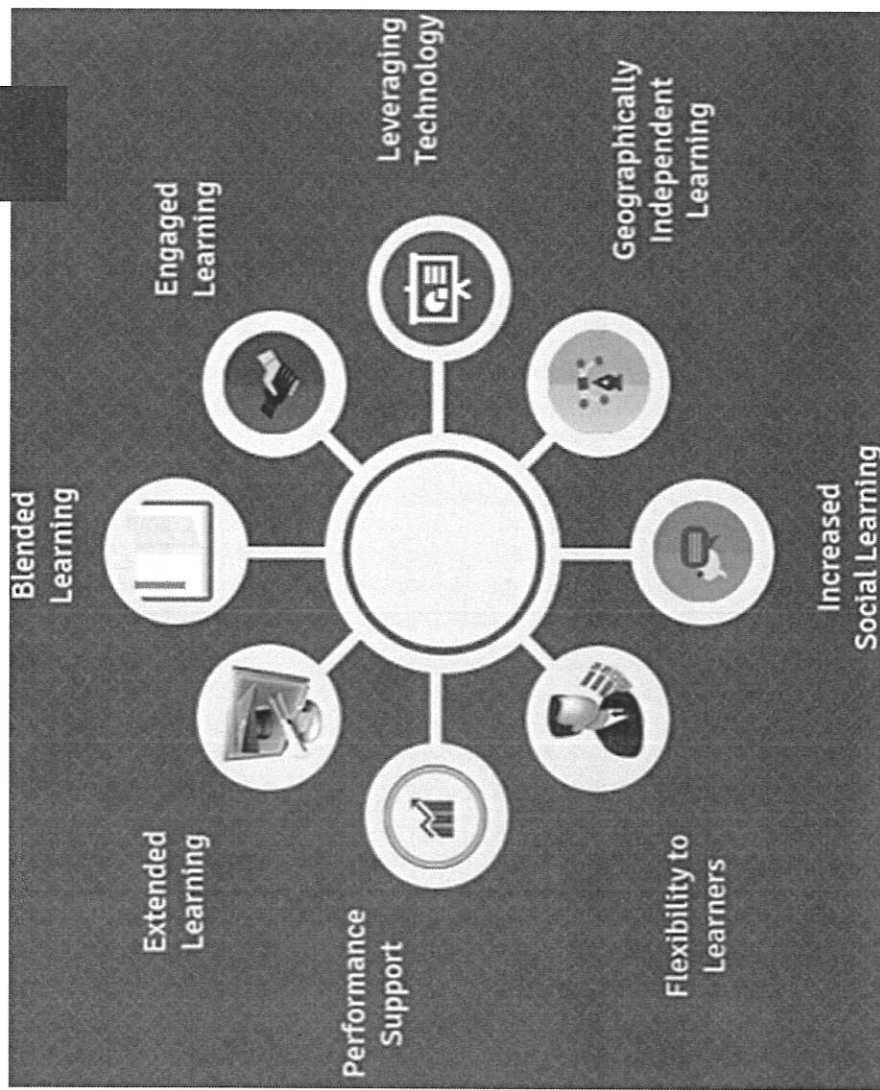 Blended
Learning
Extended
Learning
Engaged
Learning
Performance
Support
Leveraging
Technology
Flexibility to
Learners
Geographically
Independent
Learning
Increased
Social Learning